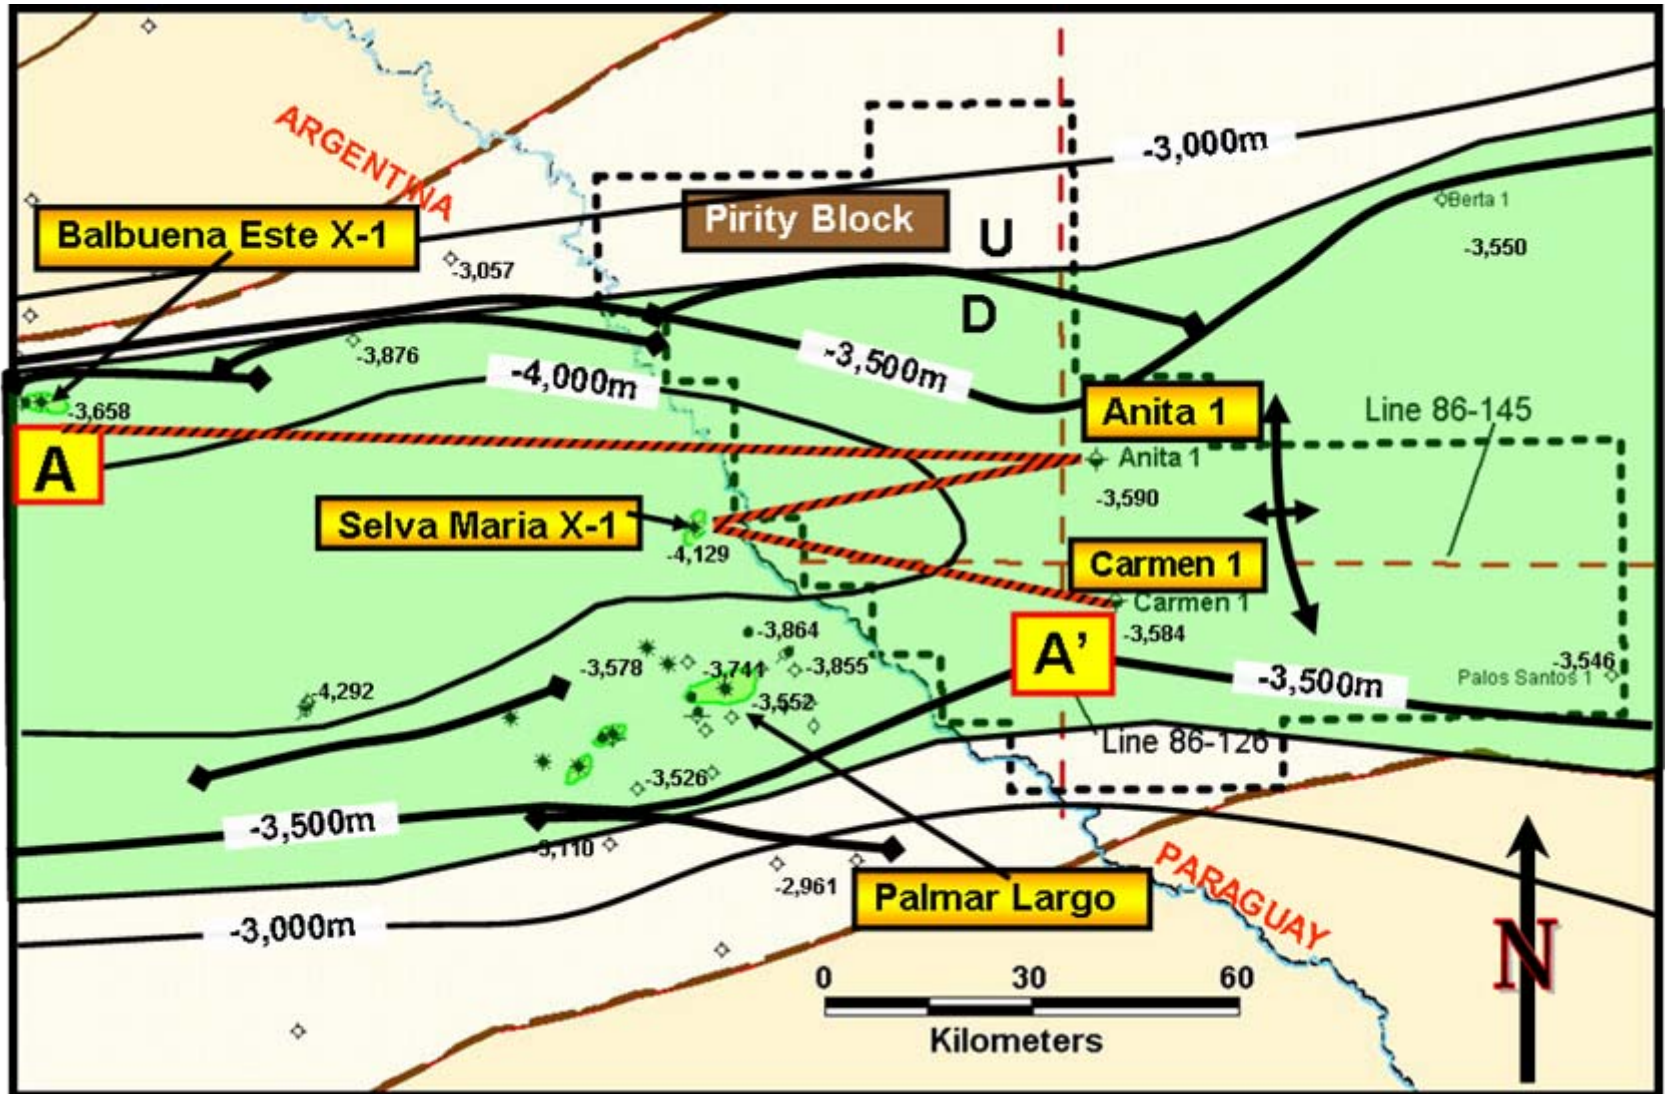 ARGENTINA
-3,000m
Pirity Block
Berta 1
Balbuena Este X-1
U
-3,550
-3,057
D
-3,876
-3,500m
-4,000m
-3,658
Anita 1
Line 86-145
A
Anita 1
-3,590
Selva Maria X-1
-4,129
Carmen 1
Carmen 1
-3,864
-3,584
A’
-3,578
-3,741
-3,855
-3,546
Palos Santos 1
-3,500m
-4,292
-3,552
Line 86-126
-3,526
-3,500m
-3,110
PARAGUAY
-2,961
Palmar Largo
-3,000m
N
0 30 60
Kilometers